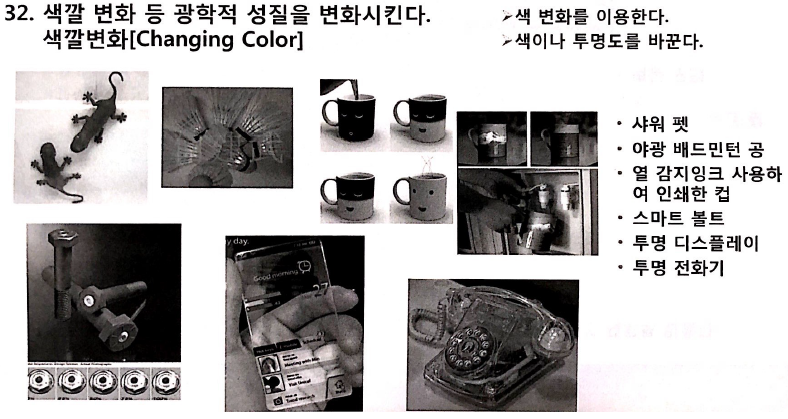 32. 색깔 변화 등 광학적 성질을 변화시킨다.
색깔변화[Changing Color]
➢색 변화를 이용한다.
➢색이나 투명도를 바꾼다.
• 샤워 펫
• 야광 배드민턴 공
• 열 감지잉크 사용하
여 인쇄한 컵
• 스마트 볼트
• 투명 디스플레이
• 투명 전화기
y day.
Good morning
27